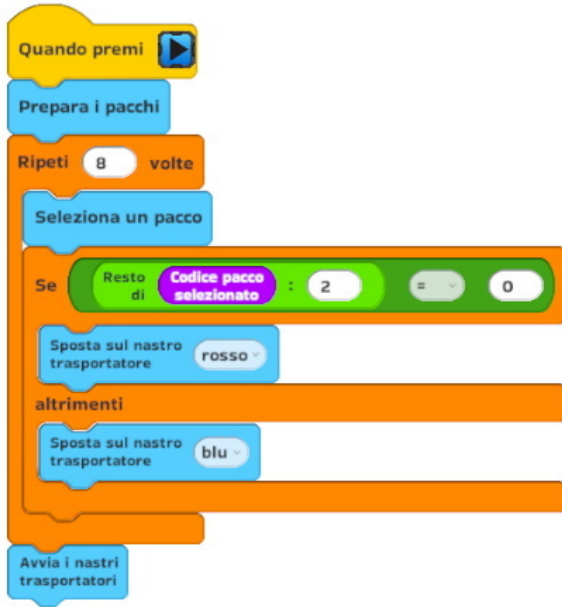 Quando premi
Prepara i pacchi
Ripeti 8 volte
Seleziona un pacco
Se Resto di Codice pacco selezionato : 2 = 0
Sposta sul nastro trasportatore rosso
altrimenti
Sposta sul nastro trasportatore blu
Avvia i nastri
trasportatori